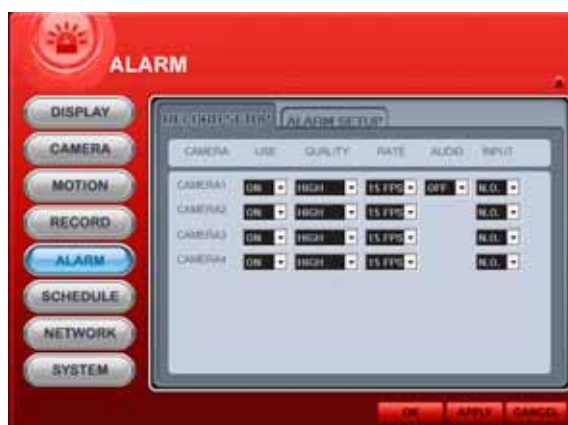 ALARM
DISPLAY
CAMERA
MOTION
RECORD
ALARM
SCHEDULE
NETWORK
SYSTEM
RECORD SETUP ALARM SETUP
CAMERA USE QUALITY RATE AUDIO INPUT
CAMERA1 ON HIGH 15 FPS OFF N.O.
CAMERA2 ON HIGH 15 FPS N.O.
CAMERA3 ON HIGH 15 FPS N.O.
CAMERA4 ON HIGH 15 FPS N.O.
OK APPLY CANCEL